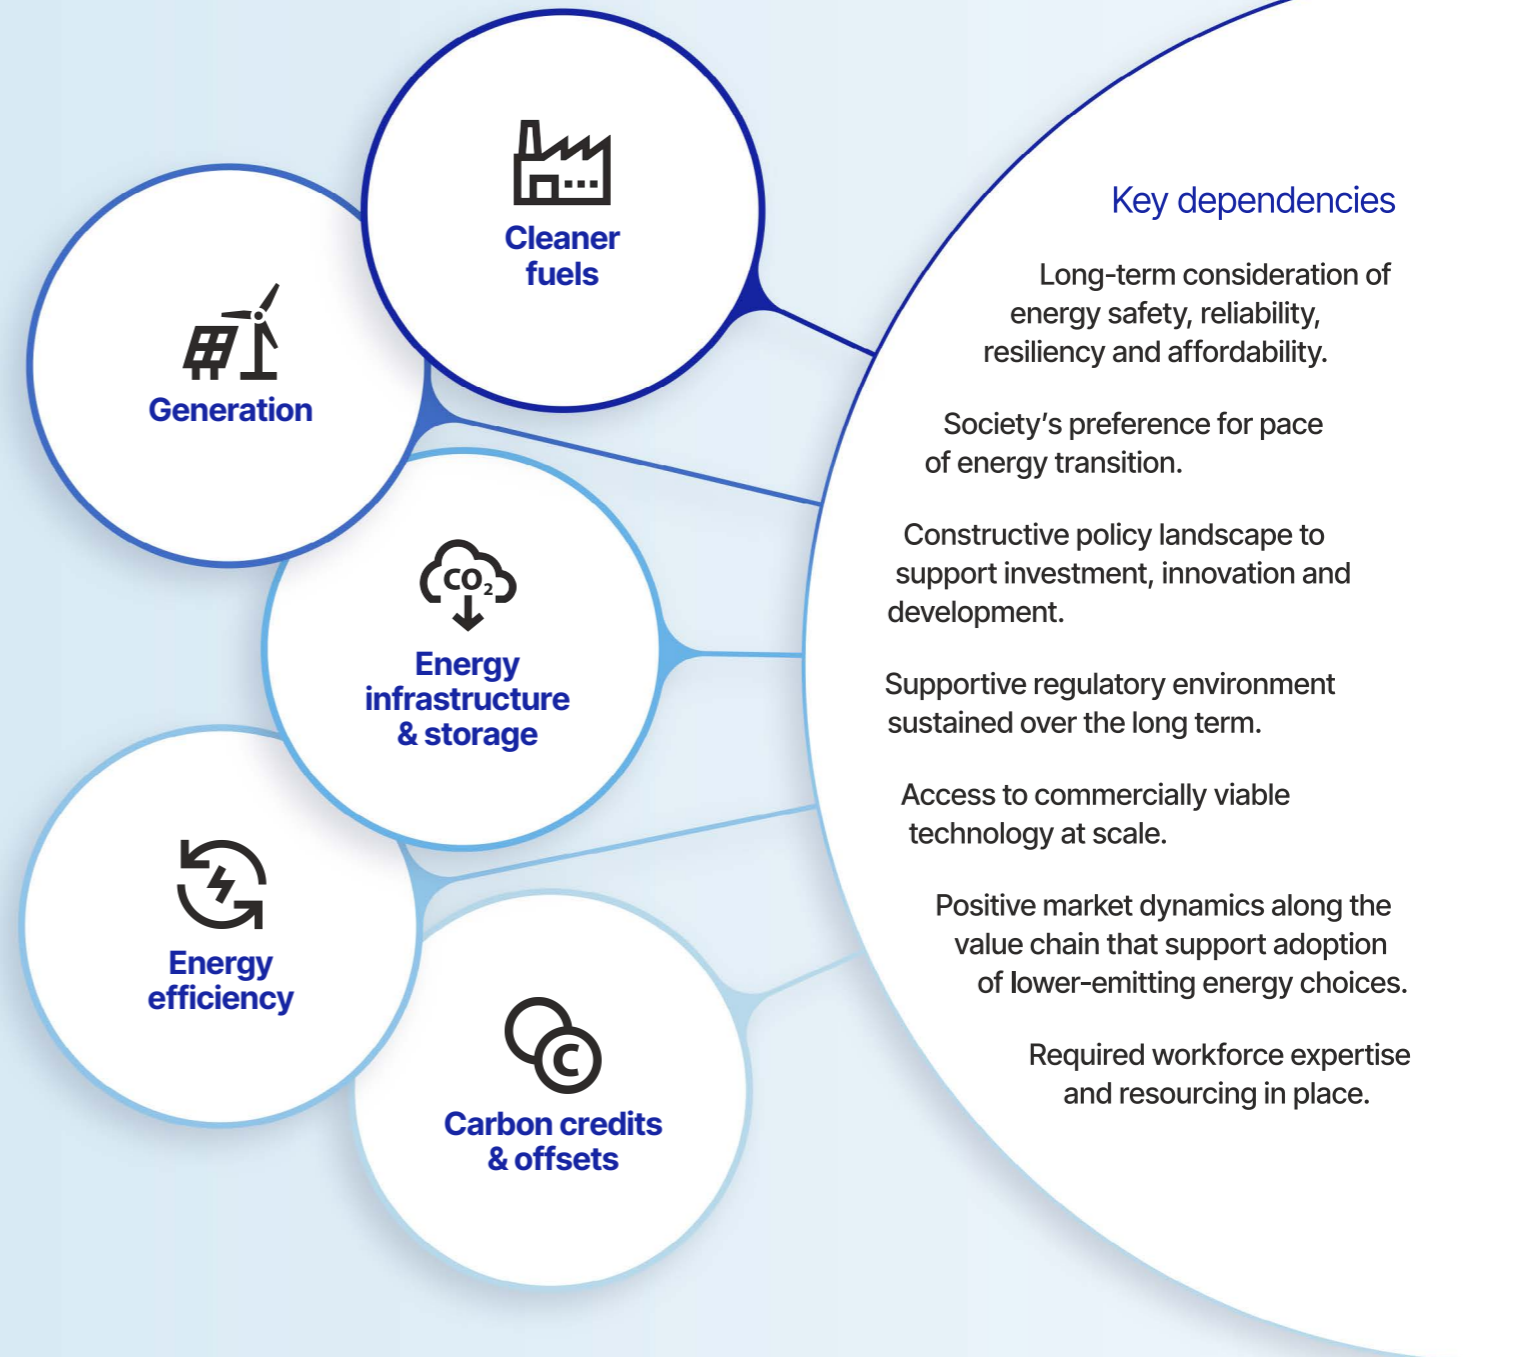 Cleaner
fuels
Generation
CO₂
Energy
infrastructure
& storage
Energy
efficiency
C
Carbon credits
& offsets
Key dependencies
Long-term consideration of
energy safety, reliability,
resiliency and affordability.
Society’s preference for pace
of energy transition.
Constructive policy landscape to
support investment, innovation and
development.
Supportive regulatory environment
sustained over the long term.
Access to commercially viable
technology at scale.
Positive market dynamics along the
value chain that support adoption
of lower-emitting energy choices.
Required workforce expertise
and resourcing in place.